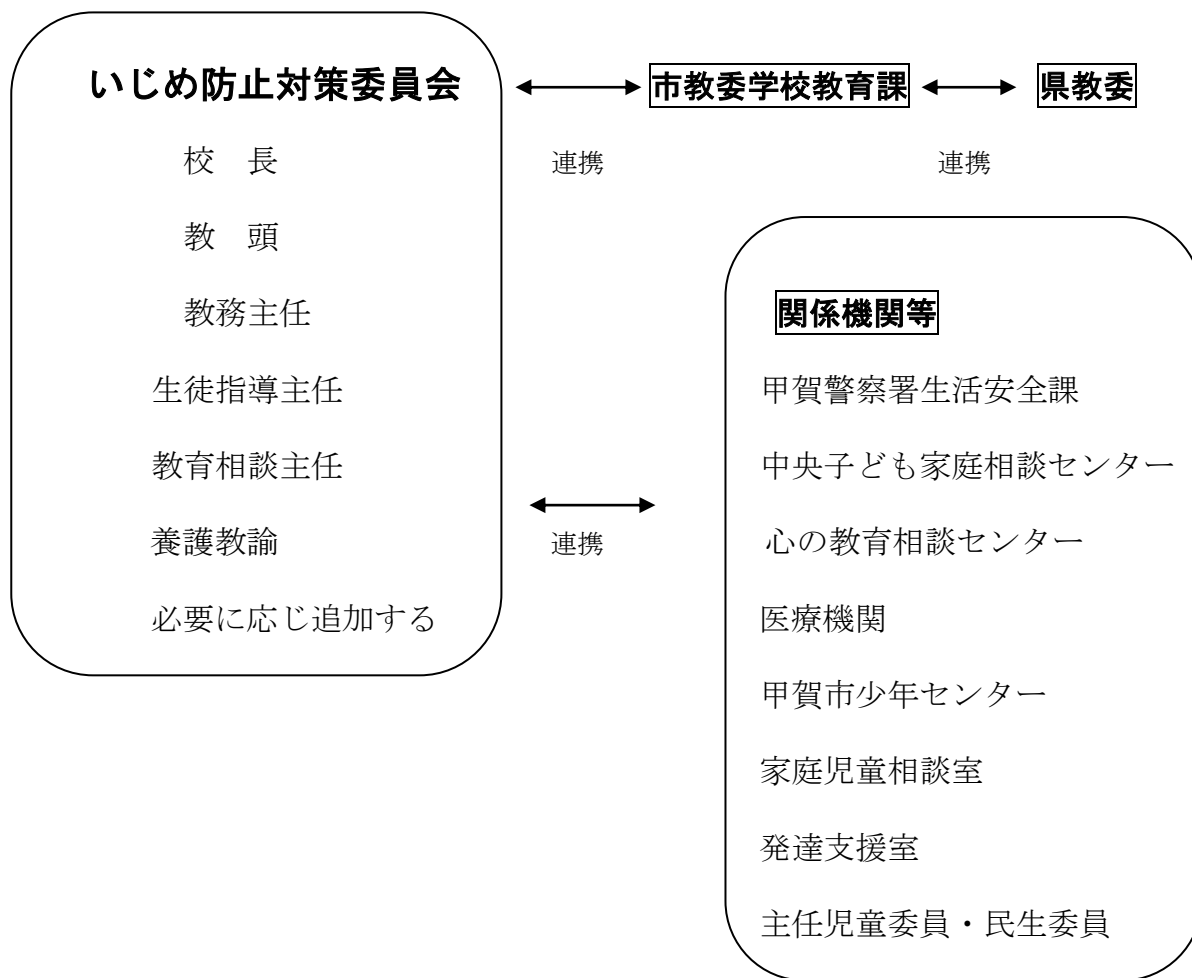 いじめ防止対策委員会
校 長
教 頭
教務主任
生徒指導主任
教育相談主任
養護教諭
必要に応じ追加する
連携
市教委学校教育課
連携
県教委
連携
関係機関等
甲賀警察署生活安全課
中央子ども家庭相談センター
心の教育相談センター
医療機関
甲賀市少年センター
家庭児童相談室
発達支援室
主任児童委員・民生委員